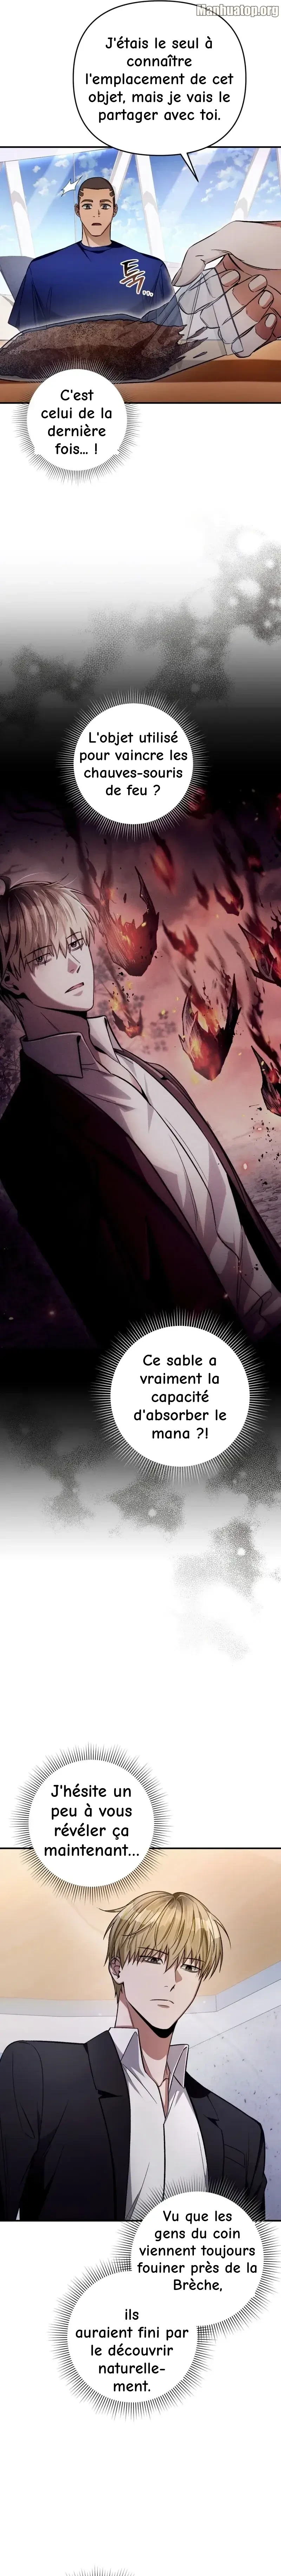 Manhuatop.org
J'étais le seul à
connaître
l'emplacement de cet
objet, mais je vais le
partager avec toi.
툭...
C'est
celui de la
dernière
fois... !
L'objet utilisé
pour vaincre les
chauves-souris
de feu ?
Ce sable a
vraiment la
capacité
d'absorber le
mana ?!
J'hésite un
peu à vous
révéler ça
maintenant...
Vu que les
gens du coin
viennent toujours
fouiner près de la
Brèche,
ils
auraient fini par
le découvrir
naturelle-
ment.